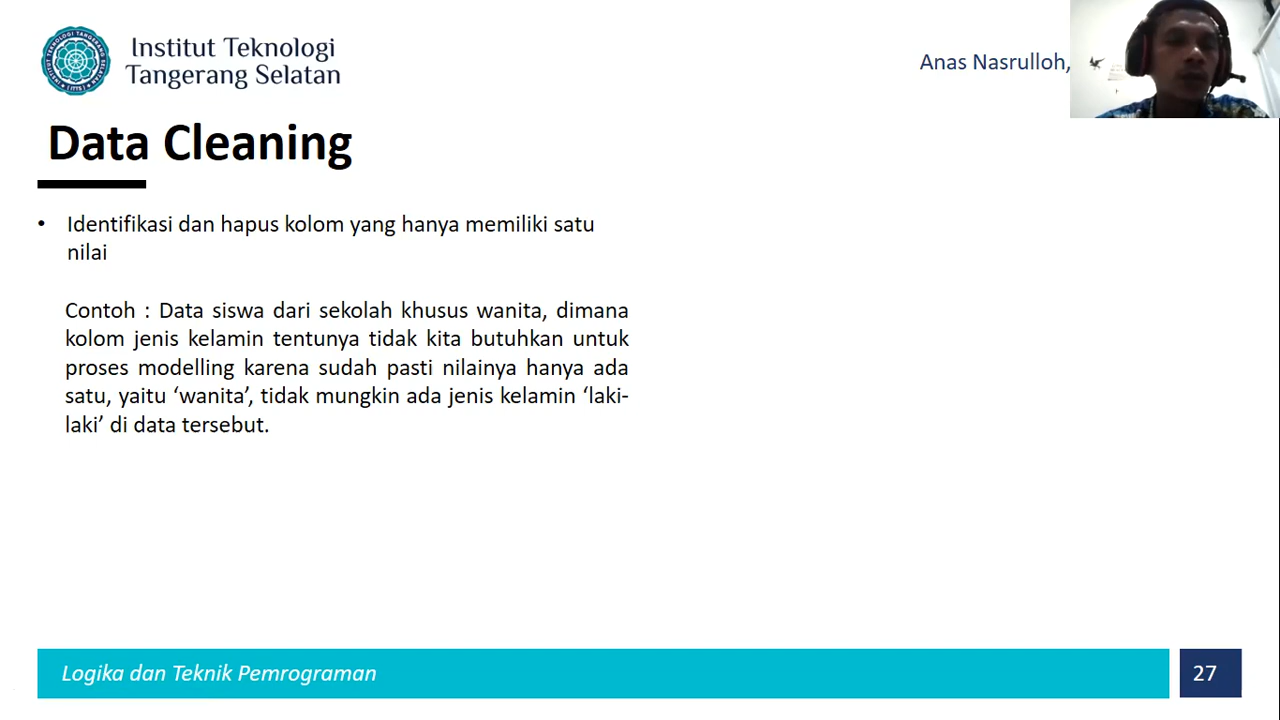 Institut Teknologi
Tangerang Selatan
Anas Nasrulloh,
Data Cleaning
• Identifikasi dan hapus kolom yang hanya memiliki satu
nilai
Contoh : Data siswa dari sekolah khusus wanita, dimana
kolom jenis kelamin tentunya tidak kita butuhkan untuk
proses modelling karena sudah pasti nilainya hanya ada
satu, yaitu ‘wanita’, tidak mungkin ada jenis kelamin ‘laki-
laki’ di data tersebut.
Logika dan Teknik Pemrograman
27